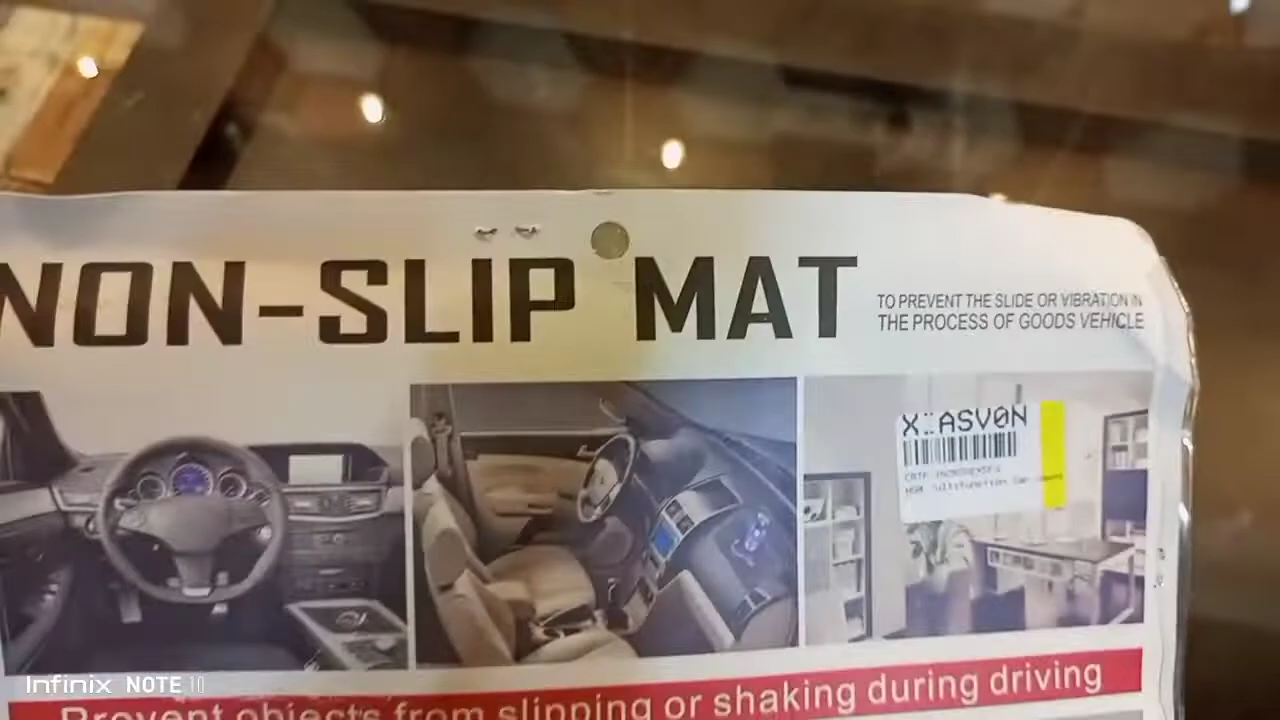 NON-SLIP MAT
TO PREVENT THE SLIDE OR VIBRATION IN
THE PROCESS OF GOODS VEHICLE
Prevent objects from slipping or shaking during driving
Infinix NOTE 10